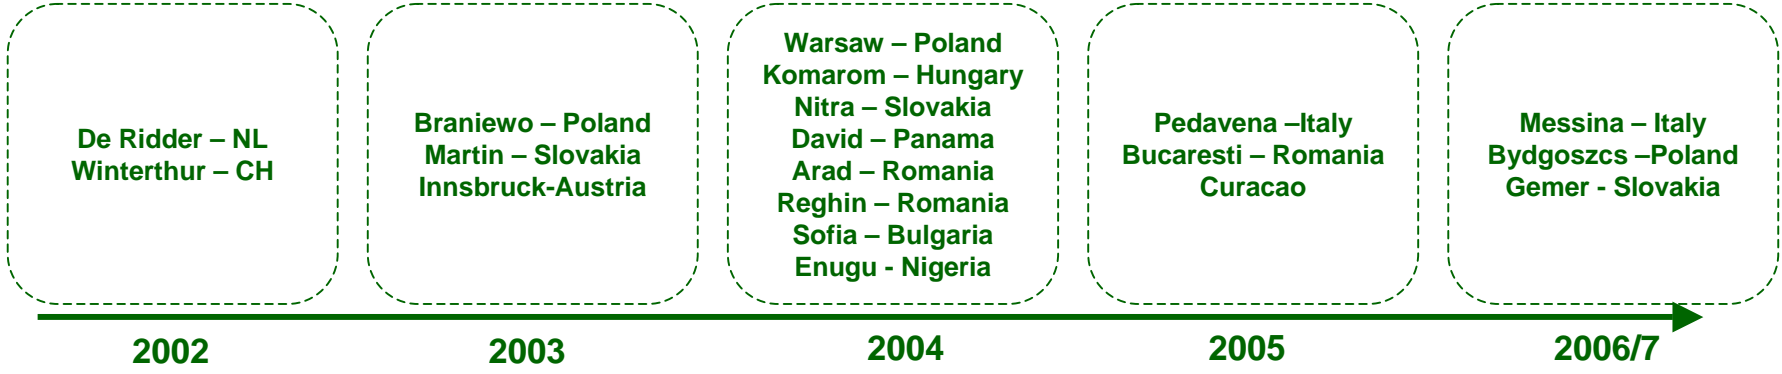 De Ridder – NL
Winterthur – CH
Braniewo – Poland
Martin – Slovakia
Innsbruck-Austria
Warsaw – Poland
Komarom – Hungary
Nitra – Slovakia
David – Panama
Arad – Romania
Reghin – Romania
Sofia – Bulgaria
Enugu - Nigeria
Pedavena –Italy
Bucaresti – Romania
Curacao
Messina – Italy
Bydgoszcs –Poland
Gemer - Slovakia
2002
2003
2004
2005
2006/7